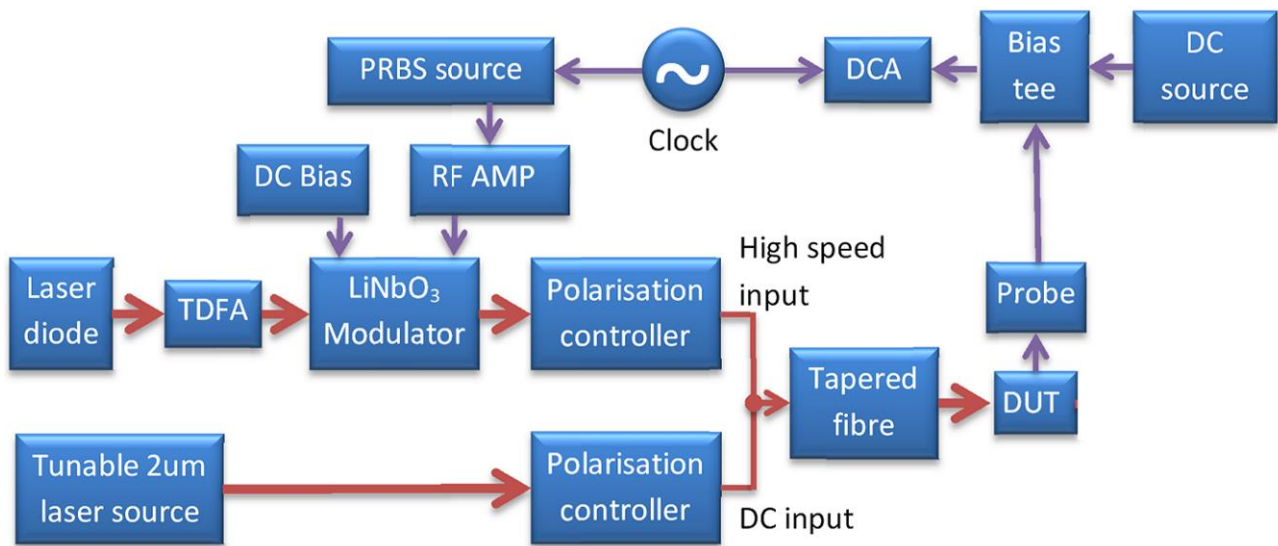 PRBS source
DCA
Bias
tee
DC
source
Clock
DC Bias
RF AMP
High speed
input
Laser
diode
TDFA
LiNbO₃
Modulator
Polarisation
controller
Probe
Tapered
fibre
DUT
Tunable 2um
laser source
Polarisation
controller
DC input